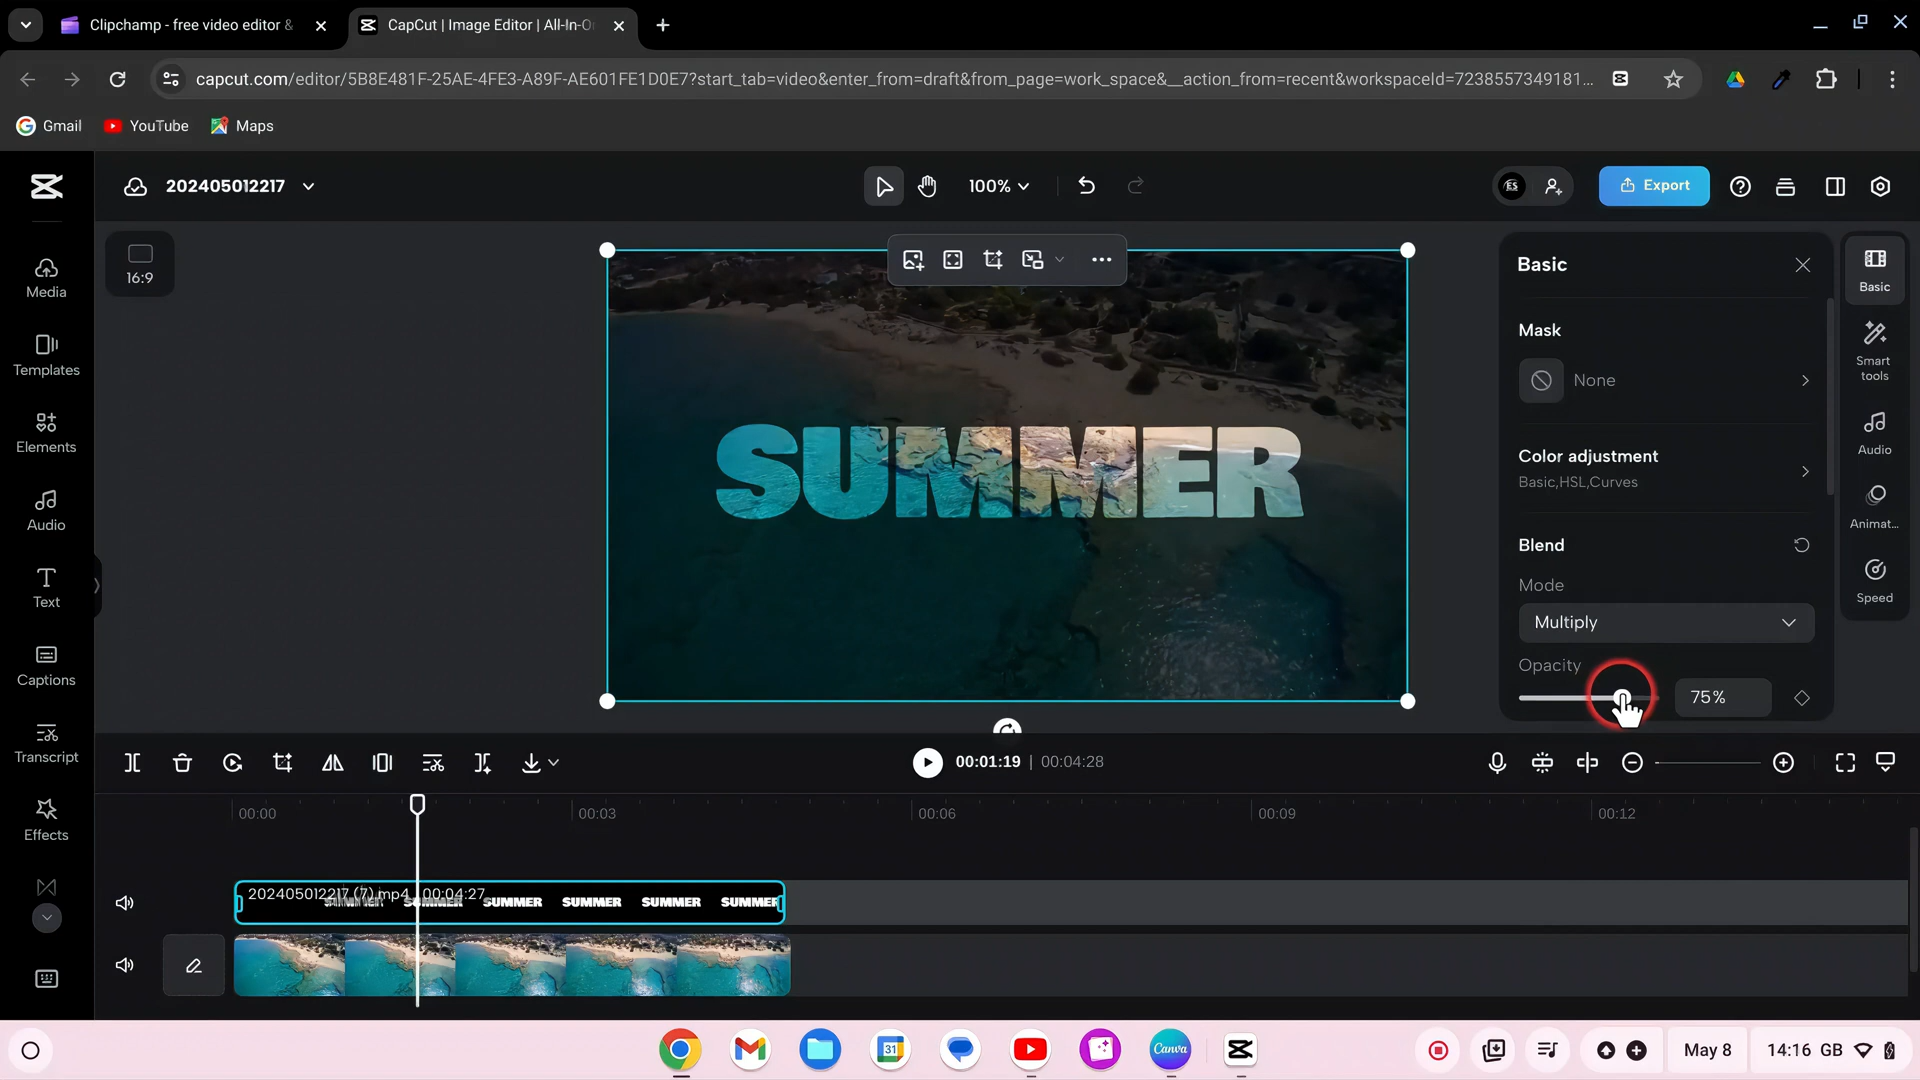 Clipchamp - free video editor &
CapCut | Image Editor | All-In-O
capcut.com/editor/5B8E481F-25AE-4FE3-A89F-AE601FE1D0E7?start_tab=video&enter_from=draft&from_page=work_space&__action_from=recent&workspaceId=7238557349181...
Gmail
YouTube
Maps
202405012217
100%
ES
Export
16:9
Media
Templates
Elements
Audio
Text
Captions
Transcript
Effects
SUMMER
Basic
Mask
None
Color adjustment
Basic,HSL,Curves
Blend
Mode
Multiply
Opacity
75%
Basic
Smart
tools
Audio
Animat...
Speed
00:01:19 | 00:04:28
00:00
00:03
00:06
00:09
00:12
202405012217 (7).mp4 00:04:27
SUMMER SUMMER SUMMER SUMMER SUMMER
31
Canva
May 8
14:16 GB